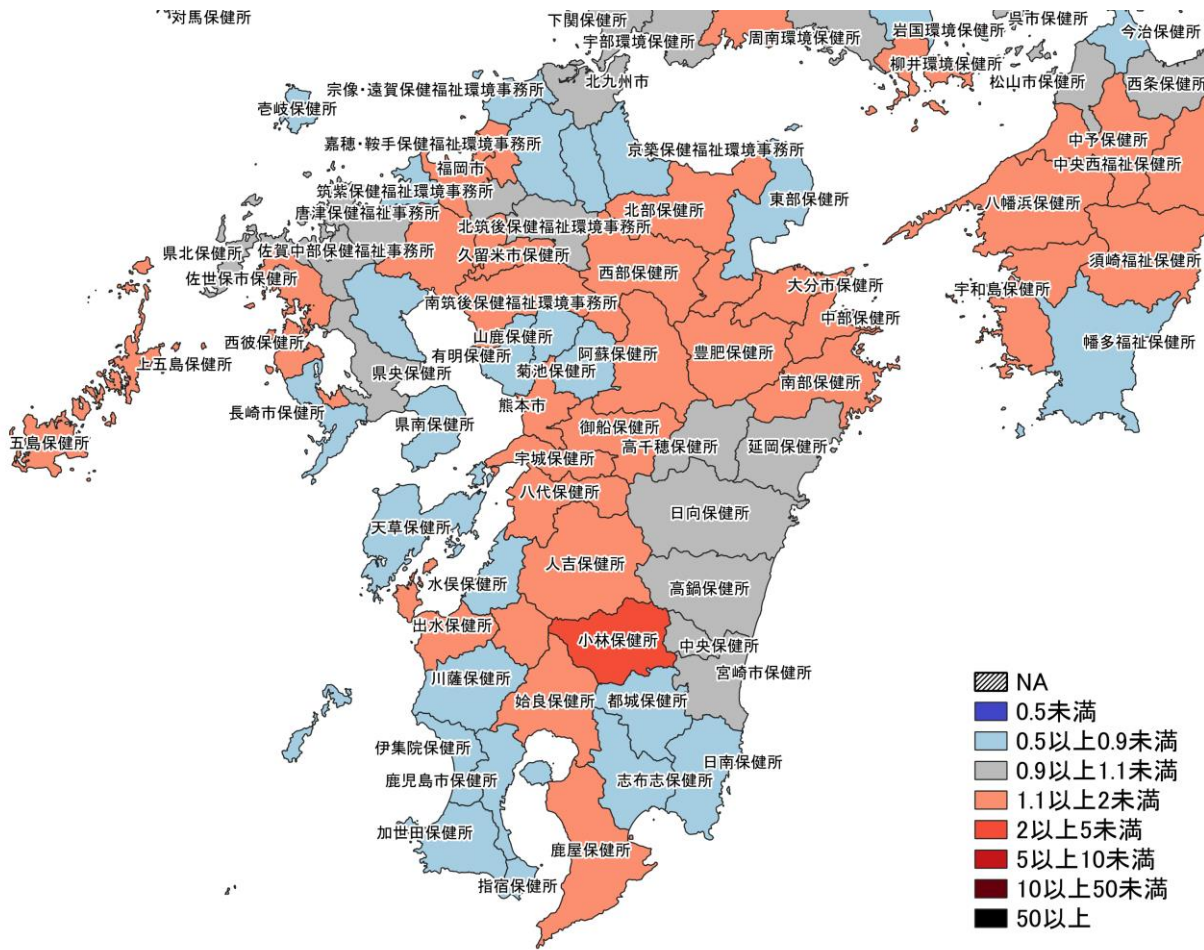 対馬保健所
下関保健所
宇部環境保健所
周南環境保健所
岩国環境保健所
呉市保健所
今治保健所
柳井環境保健所
松山市保健所
西条保健所
宗像・遠賀保健福祉環境事務所
北九州市
壱岐保健所
嘉穂・鞍手保健福祉環境事務所
京築保健福祉環境事務所
中予保健所
福岡市
中央西福祉保健所
筑紫保健福祉環境事務所
東部保健所
八幡浜保健所
唐津保健福祉事務所
北部保健所
北筑後保健福祉環境事務所
県北保健所
佐賀中部保健福祉事務所
久留米市保健所
西部保健所
須崎福祉保健所
佐世保市保健所
大分市保健所
宇和島保健所
南筑後保健福祉環境事務所
中部保健所
山鹿保健所
西彼保健所
有明保健所
阿蘇保健所
豊肥保健所
幡多福祉保健所
上五島保健所
県央保健所
菊池保健所
南部保健所
長崎市保健所
県南保健所
熊本市
御船保健所
五島保健所
高千穂保健所
延岡保健所
宇城保健所
八代保健所
日向保健所
天草保健所
人吉保健所
水俣保健所
高鍋保健所
出水保健所
小林保健所
中央保健所
宮崎市保健所
川薩保健所
姶良保健所
都城保健所
伊集院保健所
日南保健所
鹿児島市保健所
志布志保健所
加世田保健所
鹿屋保健所
指宿保健所
NA
0.5未満
0.5以上0.9未満
0.9以上1.1未満
1.1以上2未満
2以上5未満
5以上10未満
10以上50未満
50以上